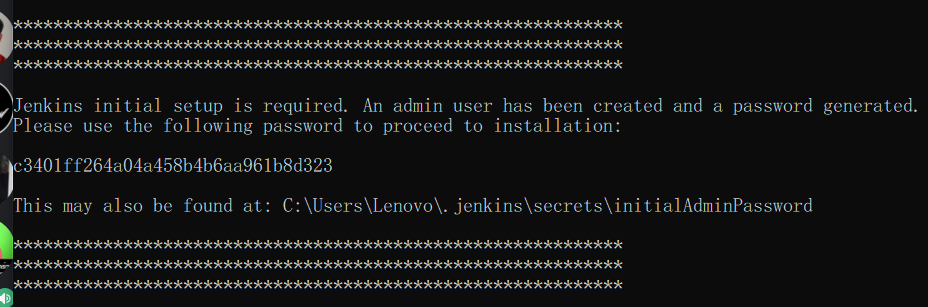 *************************************************************
*************************************************************
*************************************************************
Jenkins initial setup is required. An admin user has been created and a password generated.
Please use the following password to proceed to installation:
c3401ff264a04a458b4b6aa961b8d323
This may also be found at: C:\Users\Lenovo\.jenkins\secrets\initialAdminPassword
*************************************************************
*************************************************************
*************************************************************